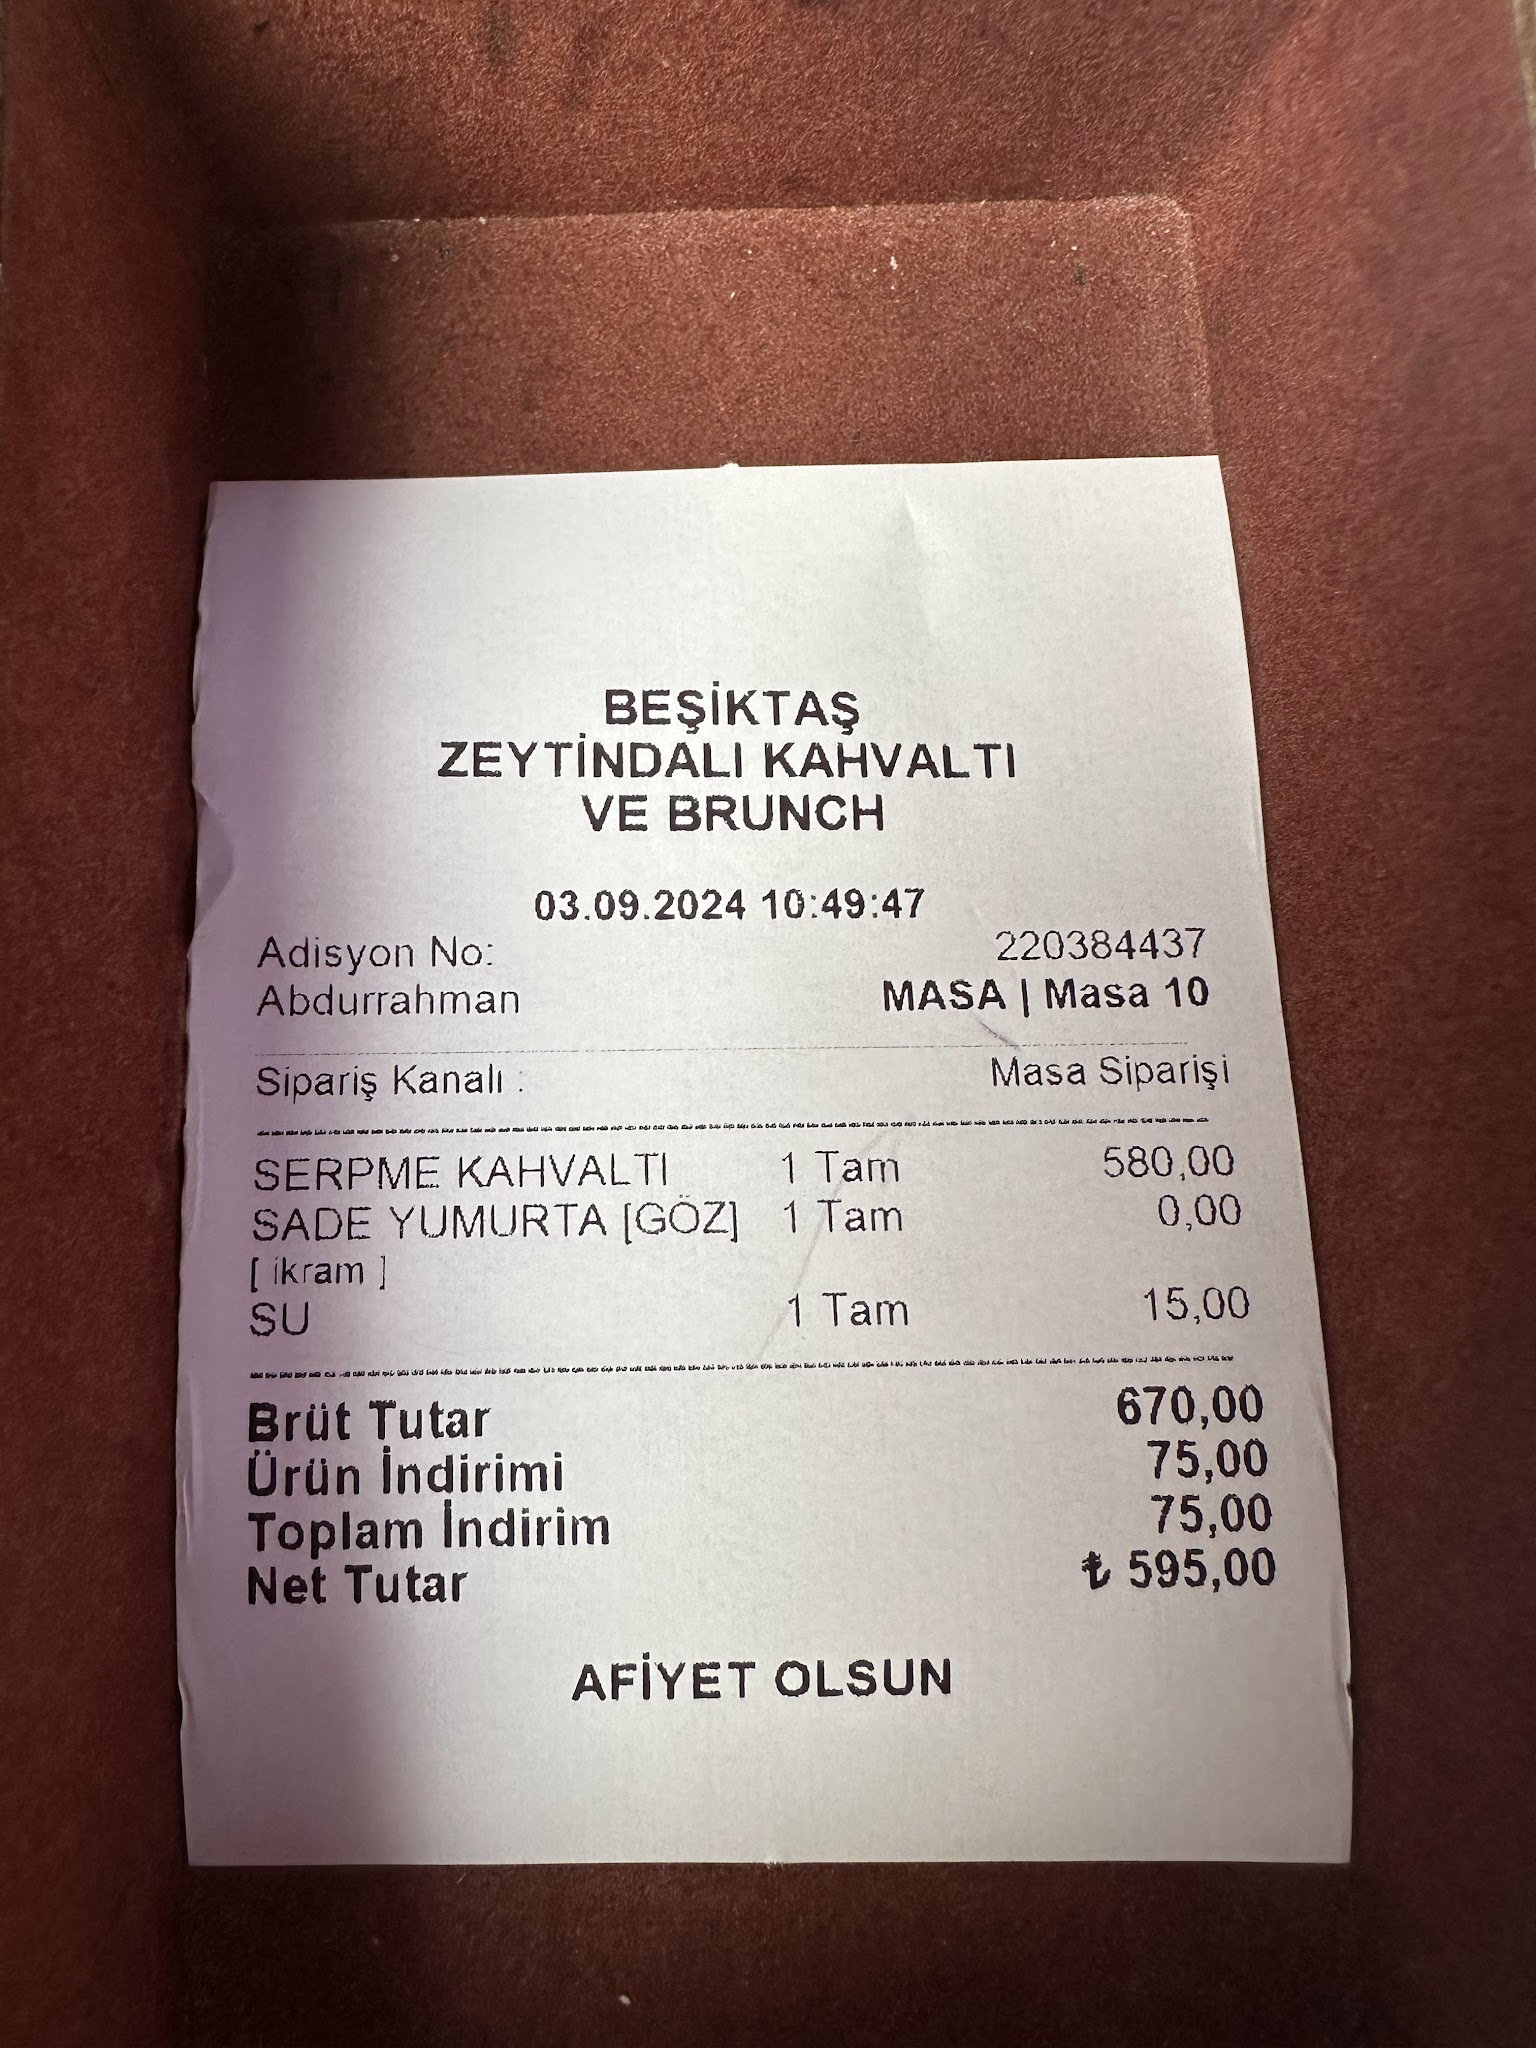 BEŞİKTAŞ
ZEYTİNDALI KAHVALTI
VE BRUNCH
03.09.2024 10:49:47
Adisyon No: 220384437
Abdurrahman MASA | Masa 10
Sipariş Kanalı : Masa Siparişi
SERPME KAHVALTI 1 Tam 580,00
SADE YUMURTA [GÖZ] 1 Tam 0,00
[ ikram ]
SU 1 Tam 15,00
Brüt Tutar 670,00
Ürün İndirimi 75,00
Toplam İndirim 75,00
Net Tutar ₺ 595,00
AFİYET OLSUN